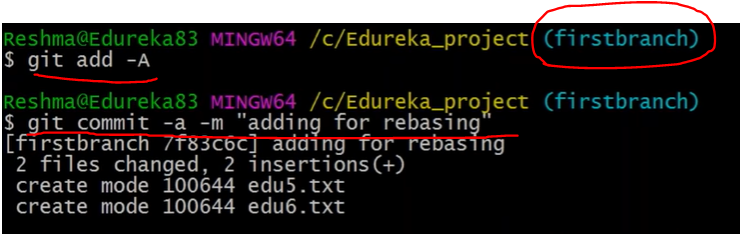 Reshma@Edureka83 MINGW64 /c/Edureka_project (firstbranch)
$ git add -A
Reshma@Edureka83 MINGW64 /c/Edureka_project (firstbranch)
$ git commit -a -m "adding for rebasing"
[firstbranch 7f83c6c] adding for rebasing
 2 files changed, 2 insertions(+)
 create mode 100644 edu5.txt
 create mode 100644 edu6.txt